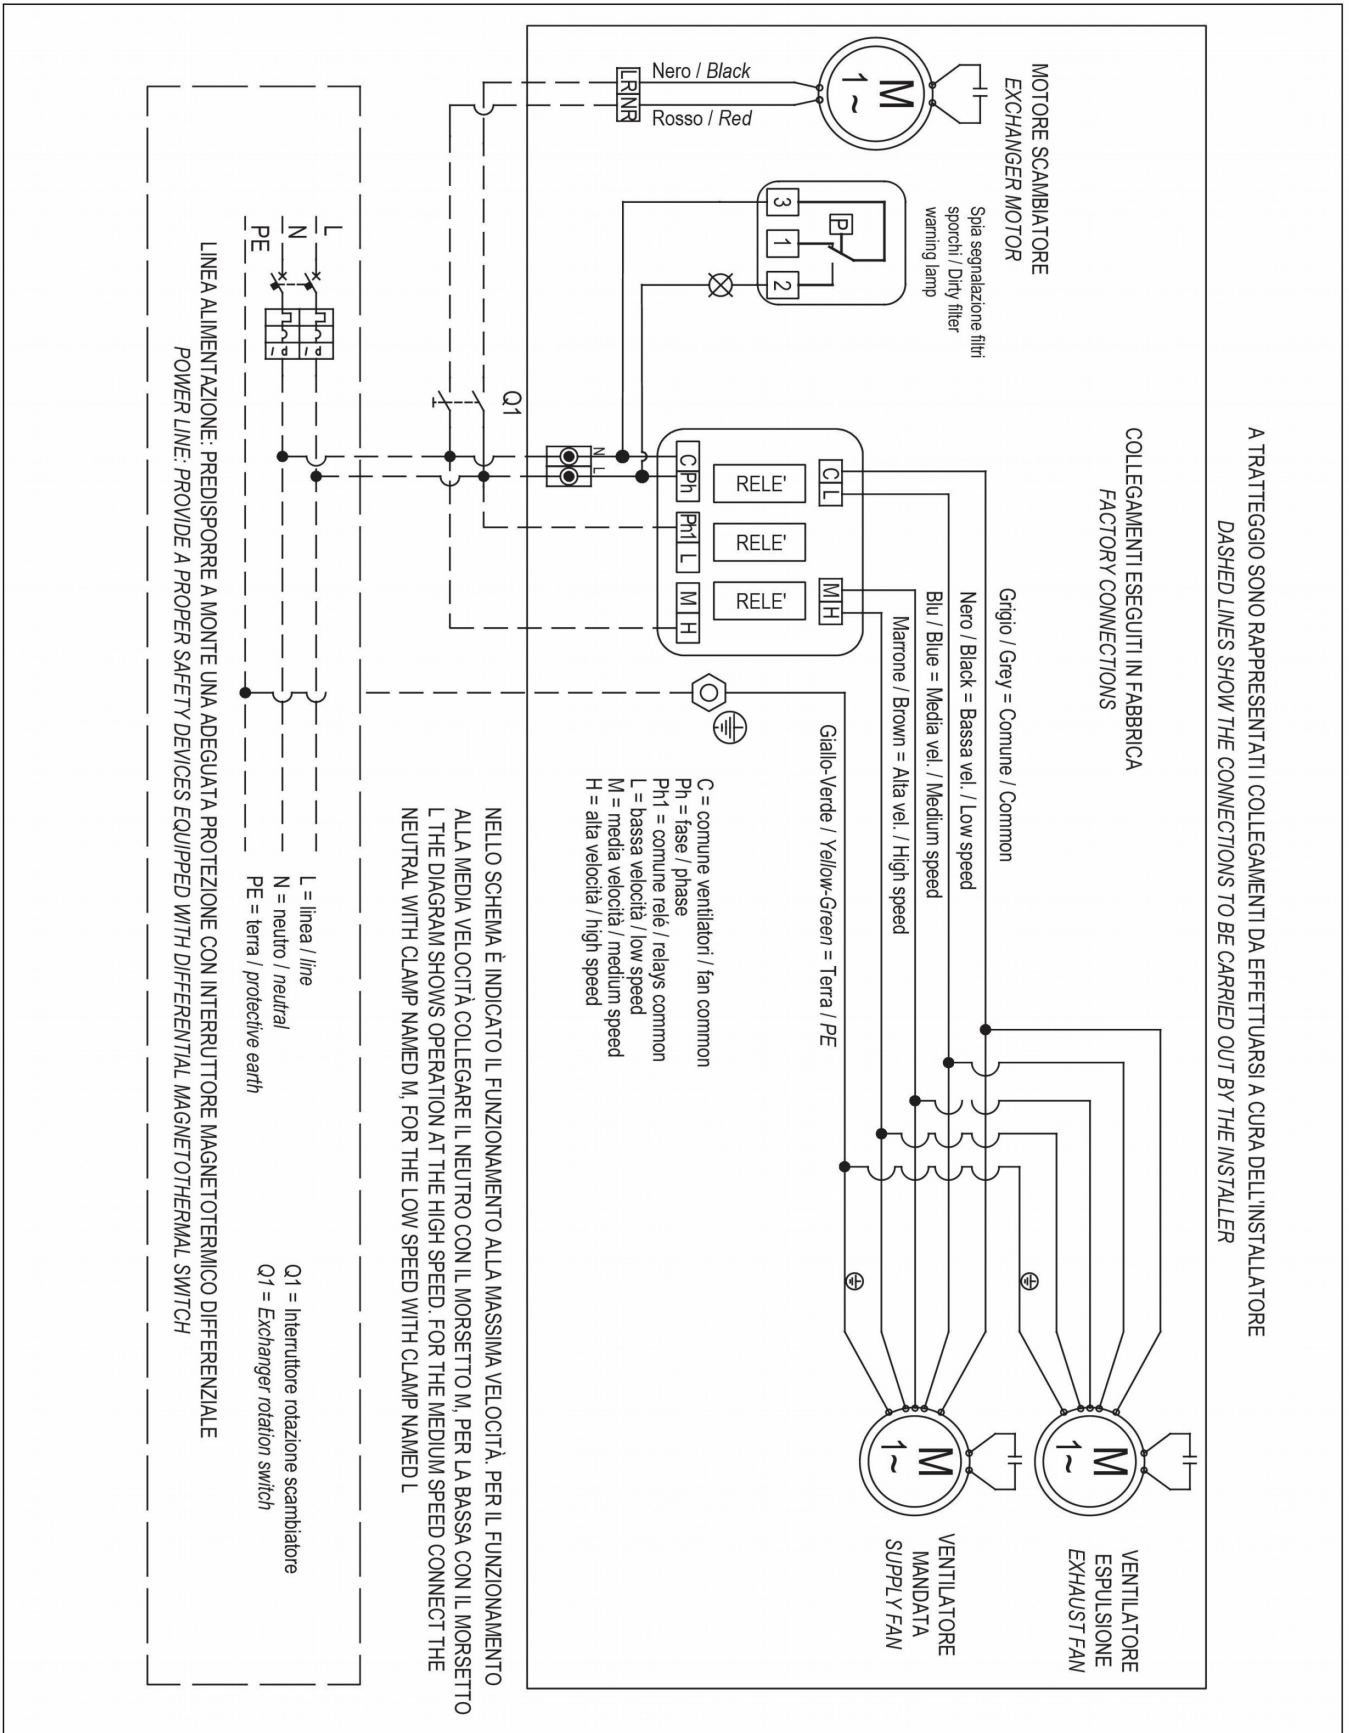 A TRATTEGGIO SONO RAPPRESENTATI I COLLEGAMENTI DA EFFETTUARSI A CURA DELL'INSTALLATORE
DASHED LINES SHOW THE CONNECTIONS TO BE CARRIED OUT BY THE INSTALLER
COLLEGAMENTI ESEGUITI IN FABBRICA
FACTORY CONNECTIONS
MOTORE SCAMBIATORE
EXCHANGER MOTOR
M
1 ~
Nero / Black
Rosso / Red
LR NR
Spia segnalazione filtri
sporchi / Dirty filter
warning lamp
3
1
2
P
Grigio / Grey = Comune / Common
Nero / Black = Bassa vel. / Low speed
Blu / Blue = Media vel. / Medium speed
Marrone / Brown = Alta vel. / High speed
Giallo-Verde / Yellow-Green = Terra / PE
C L
M H
RELE'
RELE'
RELE'
C Ph
Ph1 L
M H
N
L
Q1
VENTILATORE
ESPULSIONE
EXHAUST FAN
M
1~
VENTILATORE
MANDATA
SUPPLY FAN
M
1~
C = comune ventilatori / fan common
Ph = fase / phase
Ph1 = comune relé / relays common
L = bassa velocità / low speed
M = media velocità / medium speed
H = alta velocità / high speed
NELLO SCHEMA È INDICATO IL FUNZIONAMENTO ALLA MASSIMA VELOCITÀ. PER IL FUNZIONAMENTO
ALLA MEDIA VELOCITÀ COLLEGARE IL NEUTRO CON IL MORSETTO M, PER LA BASSA CON IL MORSETTO
L THE DIAGRAM SHOWS OPERATION AT THE HIGH SPEED. FOR THE MEDIUM SPEED CONNECT THE
NEUTRAL WITH CLAMP NAMED M, FOR THE LOW SPEED WITH CLAMP NAMED L
L
N
PE
L = linea / line
N = neutro / neutral
PE = terra / protective earth
Q1 = Interruttore rotazione scambiatore
Q1 = Exchanger rotation switch
LINEA ALIMENTAZIONE: PREDISPORRE A MONTE UNA ADEGUATA PROTEZIONE CON INTERRUTTORE MAGNETOTERMICO DIFFERENZIALE
POWER LINE: PROVIDE A PROPER SAFETY DEVICES EQUIPPED WITH DIFFERENTIAL MAGNETOTHERMAL SWITCH